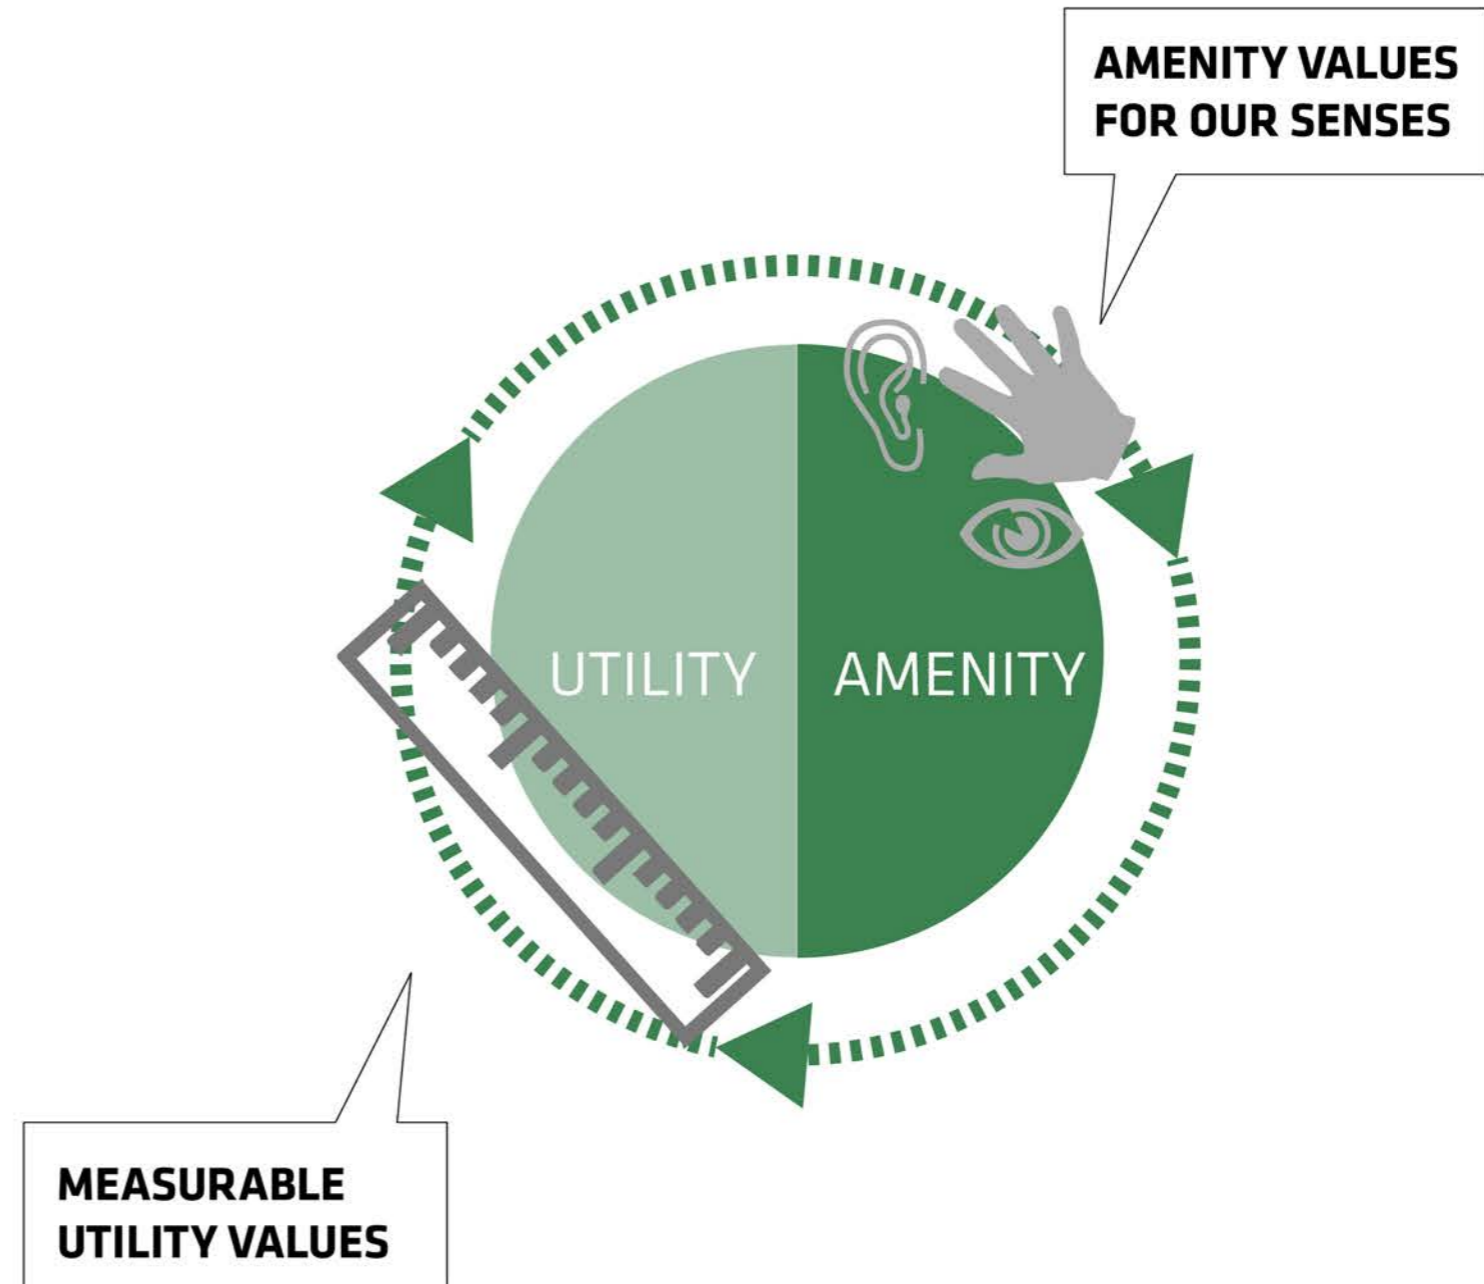 AMENITY VALUES
FOR OUR SENSES
UTILITY
AMENITY
MEASURABLE
UTILITY VALUES